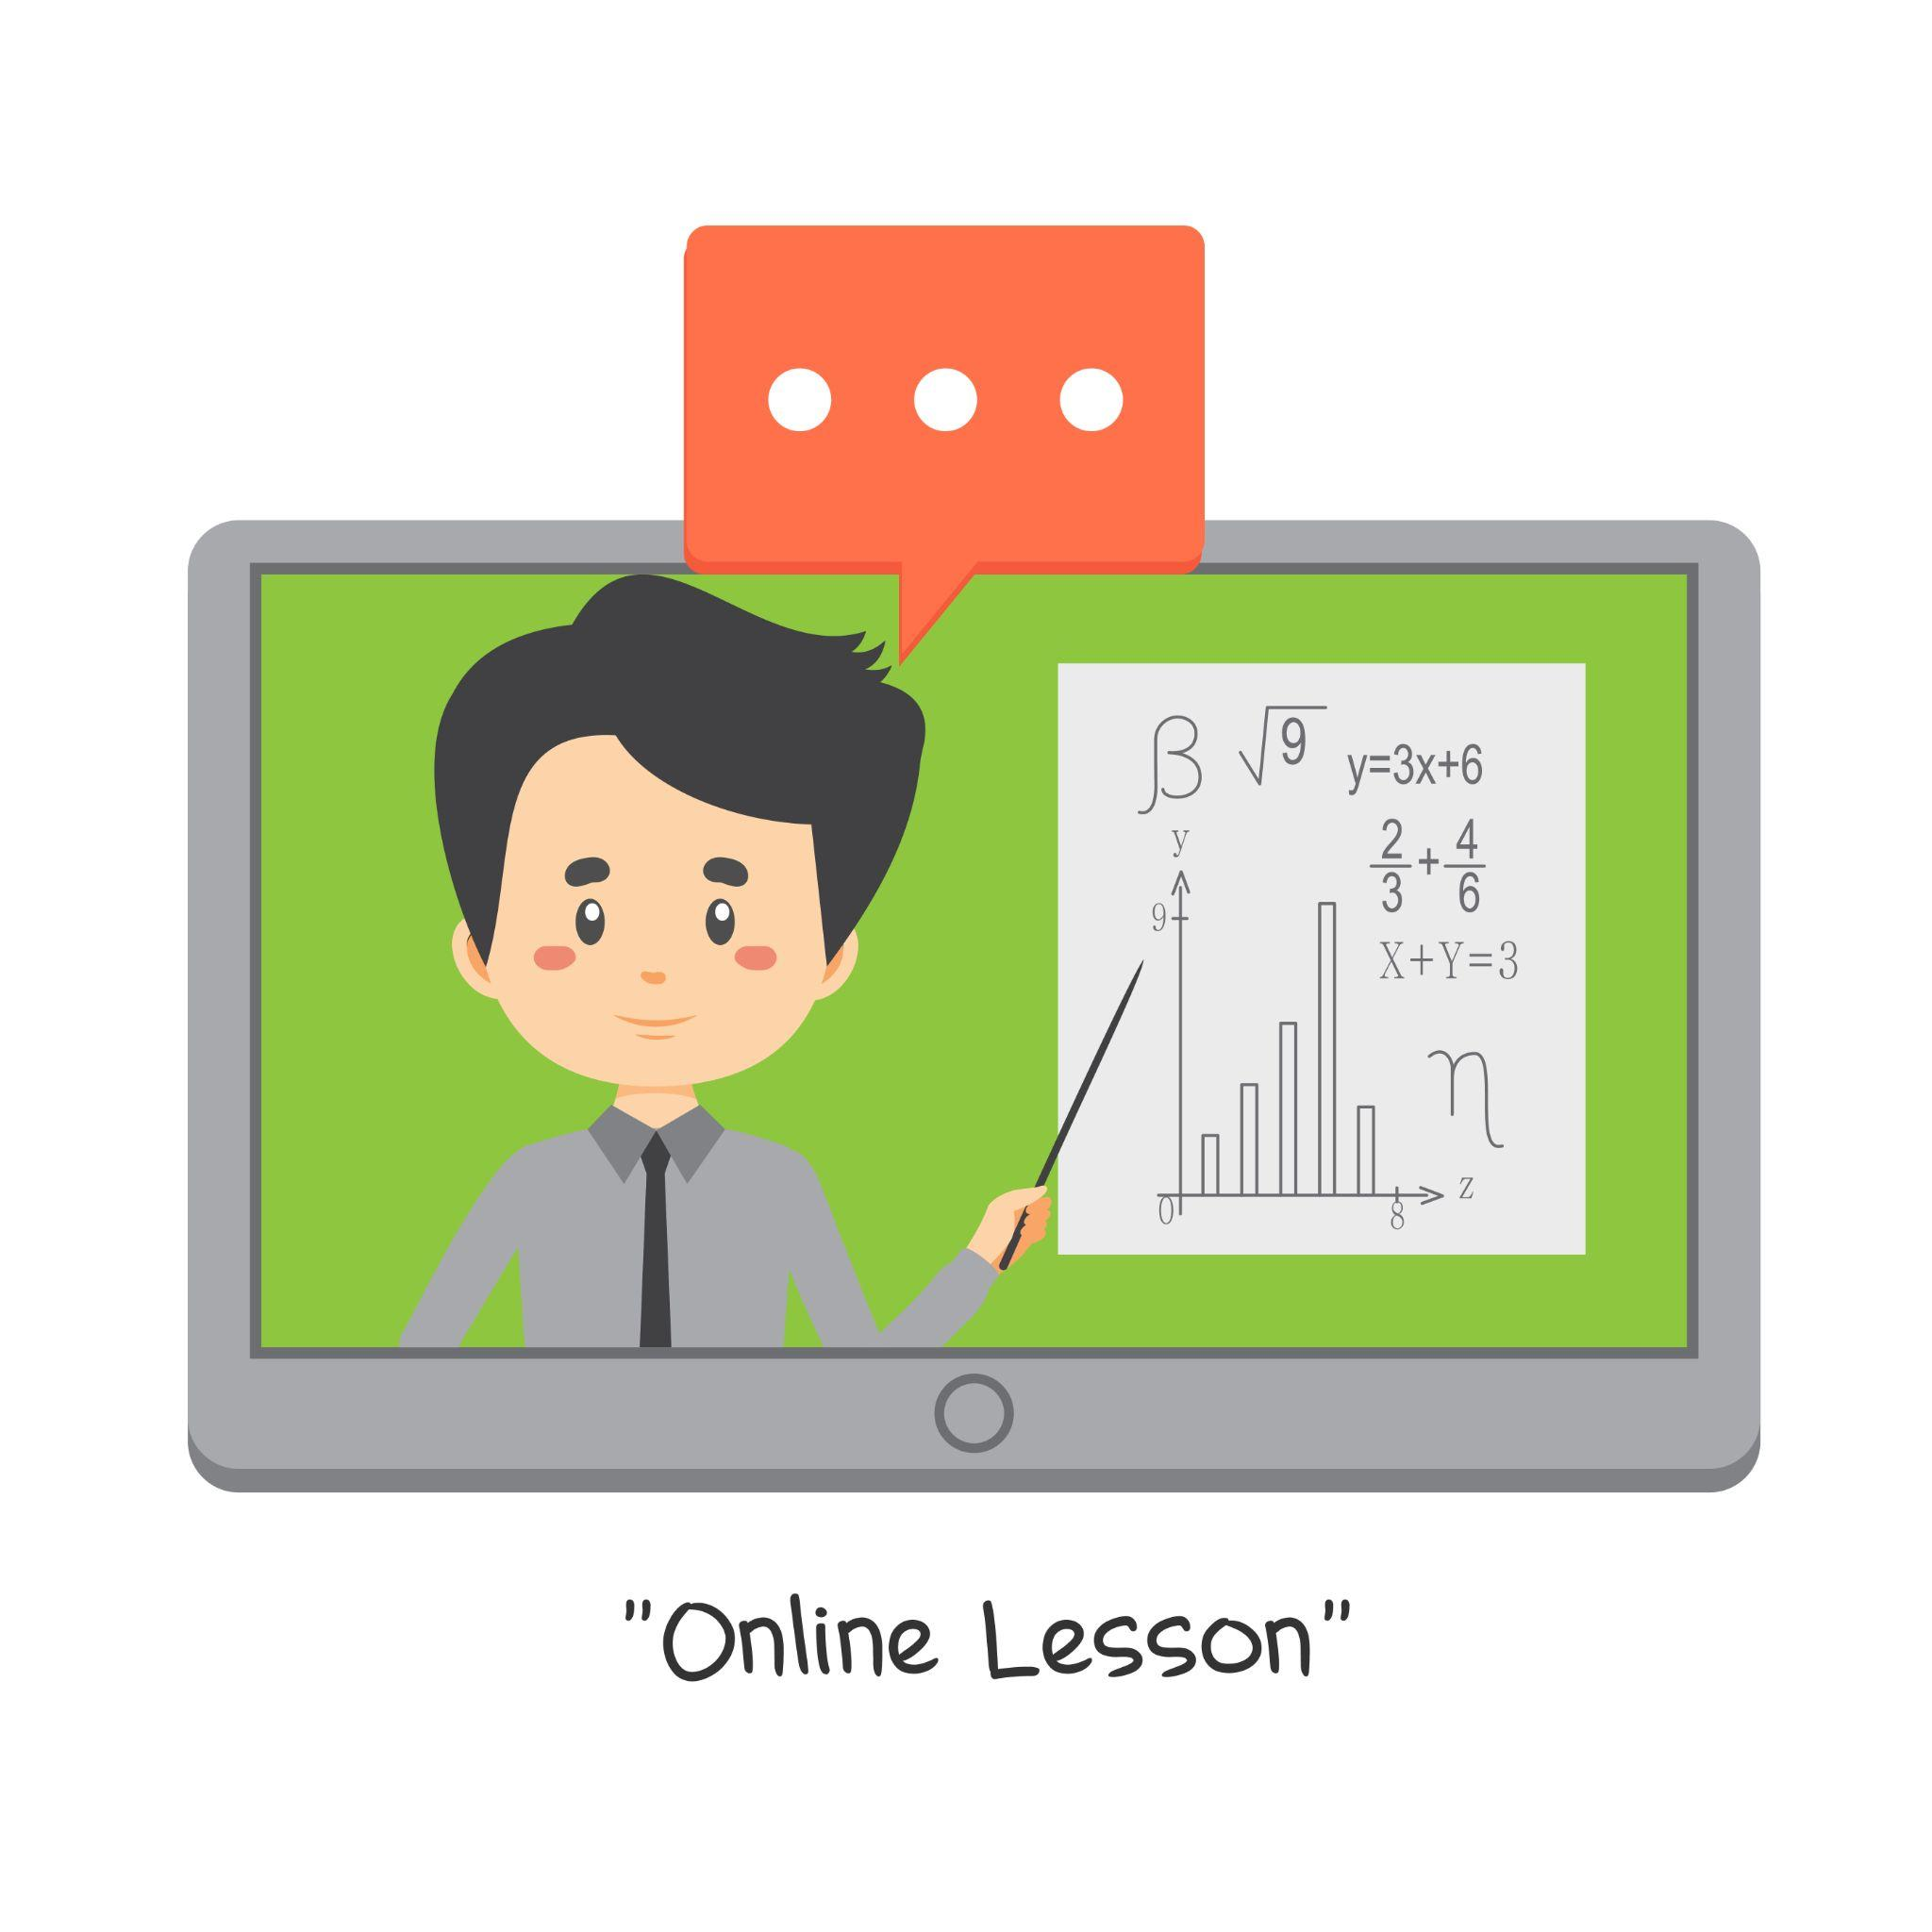 β √9 y=3x+6
y
2/3 + 4/6
9
X+Y=3
η
z
0
8
"Online Lesson"